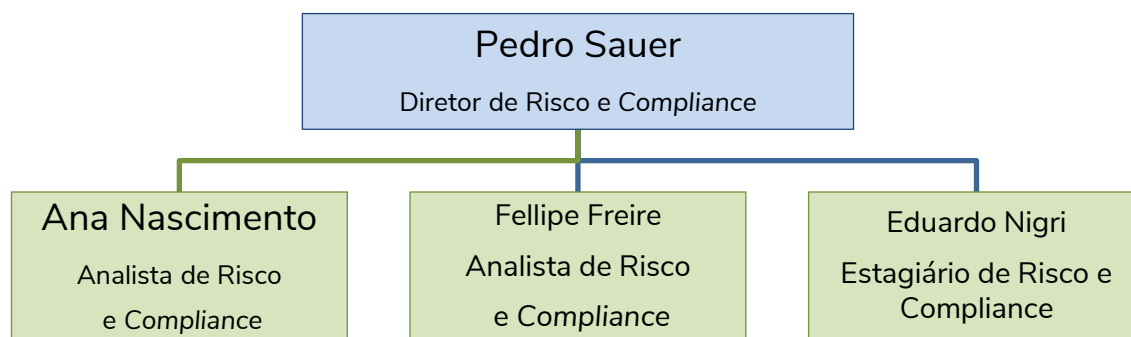 Pedro Sauer
Diretor de Risco e Compliance
Ana Nascimento
Analista de Risco
e Compliance
Fellipe Freire
Analista de Risco
e Compliance
Eduardo Nigri
Estagiário de Risco e
Compliance